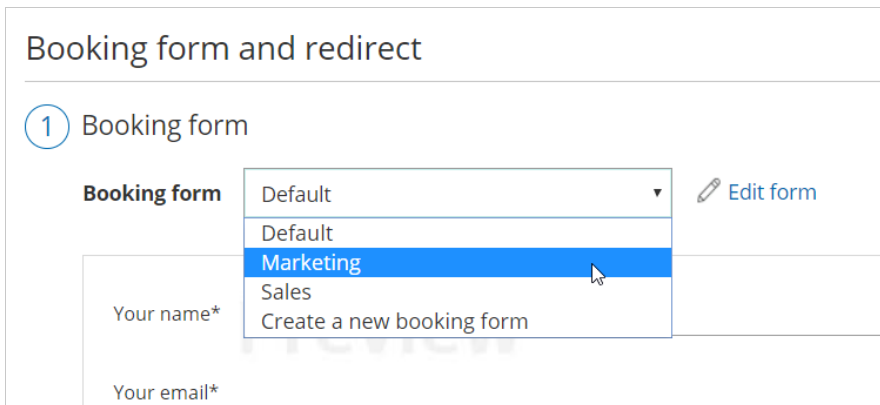 Booking form and redirect
1 Booking form
Booking form Default Edit form
Default
Marketing
Sales
Your name*
Create a new booking form
Preview
Your email*